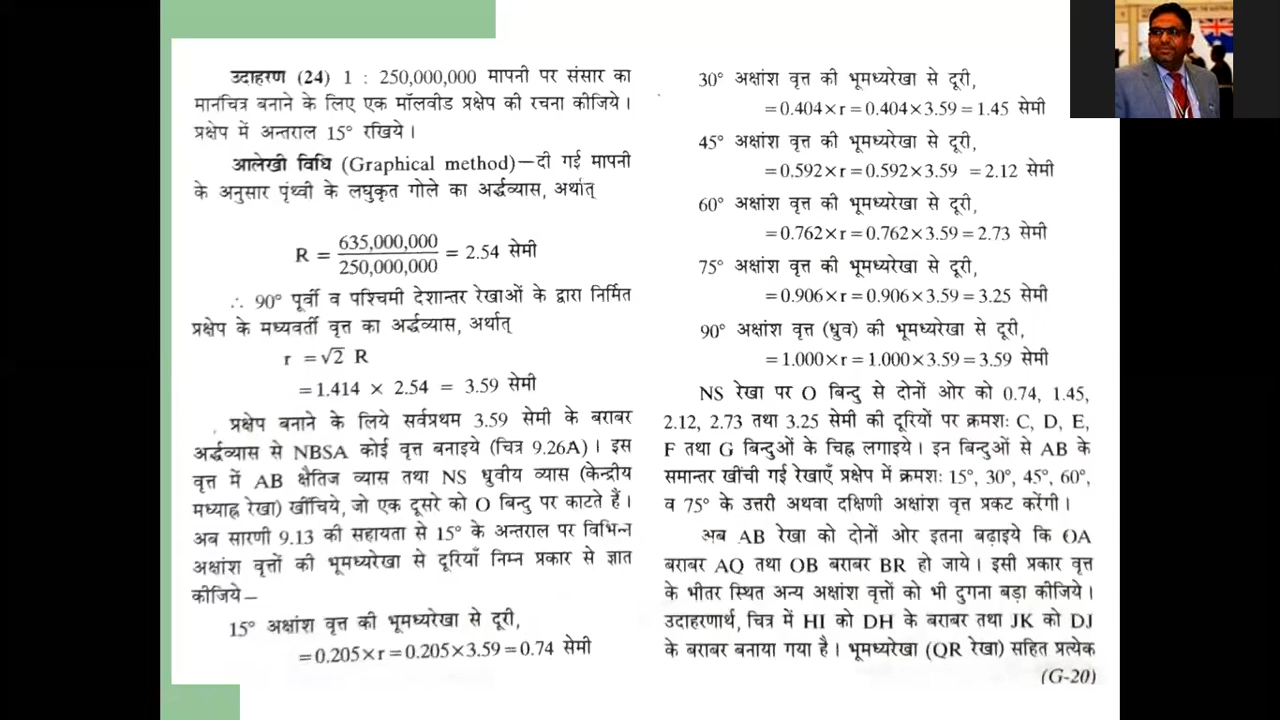 उदाहरण (24) 1 : 250,000,000 मापनी पर संसार का
मानचित्र बनाने के लिए एक मॉलवीड प्रक्षेप की रचना कीजिये।
प्रक्षेप में अन्तराल 15° रखिये।
आलेखी विधि (Graphical method)—दी गई मापनी
के अनुसार पृथ्वी के लघुकृत गोले का अर्द्धव्यास, अर्थात्
R = 635,000,000 / 250,000,000 = 2.54 सेमी
∴ 90° पूर्वी व पश्चिमी देशान्तर रेखाओं के द्वारा निर्मित
प्रक्षेप के मध्यवर्ती वृत्त का अर्द्धव्यास, अर्थात्
r = √2 R
= 1.414 × 2.54 = 3.59 सेमी
प्रक्षेप बनाने के लिये सर्वप्रथम 3.59 सेमी के बराबर
अर्द्धव्यास से NBSA कोई वृत्त बनाइये (चित्र 9.26A)। इस
वृत्त में AB क्षैतिज व्यास तथा NS ध्रुवीय व्यास (केन्द्रीय
मध्याह्न रेखा) खींचिये, जो एक दूसरे को O बिन्दु पर काटते हैं।
अब सारणी 9.13 की सहायता से 15° के अन्तराल पर विभिन्न
अक्षांश वृत्तों की भूमध्यरेखा से दूरियाँ निम्न प्रकार से ज्ञात
कीजिये—
15° अक्षांश वृत्त की भूमध्यरेखा से दूरी,
= 0.205×r = 0.205×3.59 = 0.74 सेमी
30° अक्षांश वृत्त की भूमध्यरेखा से दूरी,
= 0.404×r = 0.404×3.59 = 1.45 सेमी
45° अक्षांश वृत्त की भूमध्यरेखा से दूरी,
= 0.592×r = 0.592×3.59 = 2.12 सेमी
60° अक्षांश वृत्त की भूमध्यरेखा से दूरी,
= 0.762×r = 0.762×3.59 = 2.73 सेमी
75° अक्षांश वृत्त की भूमध्यरेखा से दूरी,
= 0.906×r = 0.906×3.59 = 3.25 सेमी
90° अक्षांश वृत्त (ध्रुव) की भूमध्यरेखा से दूरी,
= 1.000×r = 1.000×3.59 = 3.59 सेमी
NS रेखा पर O बिन्दु से दोनों ओर को 0.74, 1.45,
2.12, 2.73 तथा 3.25 सेमी की दूरियों पर क्रमशः C, D, E,
F तथा G बिन्दुओं के चिह्न लगाइये। इन बिन्दुओं से AB के
समान्तर खींची गई रेखाएँ प्रक्षेप में क्रमशः 15°, 30°, 45°, 60°,
व 75° के उत्तरी अथवा दक्षिणी अक्षांश वृत्त प्रकट करेंगी।
अब AB रेखा को दोनों ओर इतना बढ़ाइये कि OA
बराबर AQ तथा OB बराबर BR हो जाये। इसी प्रकार वृत्त
के भीतर स्थित अन्य अक्षांश वृत्तों को भी दुगना बड़ा कीजिये।
उदाहरणार्थ, चित्र में HI को DH के बराबर तथा JK को DJ
के बराबर बनाया गया है। भूमध्यरेखा (QR रेखा) सहित प्रत्येक
(G-20)